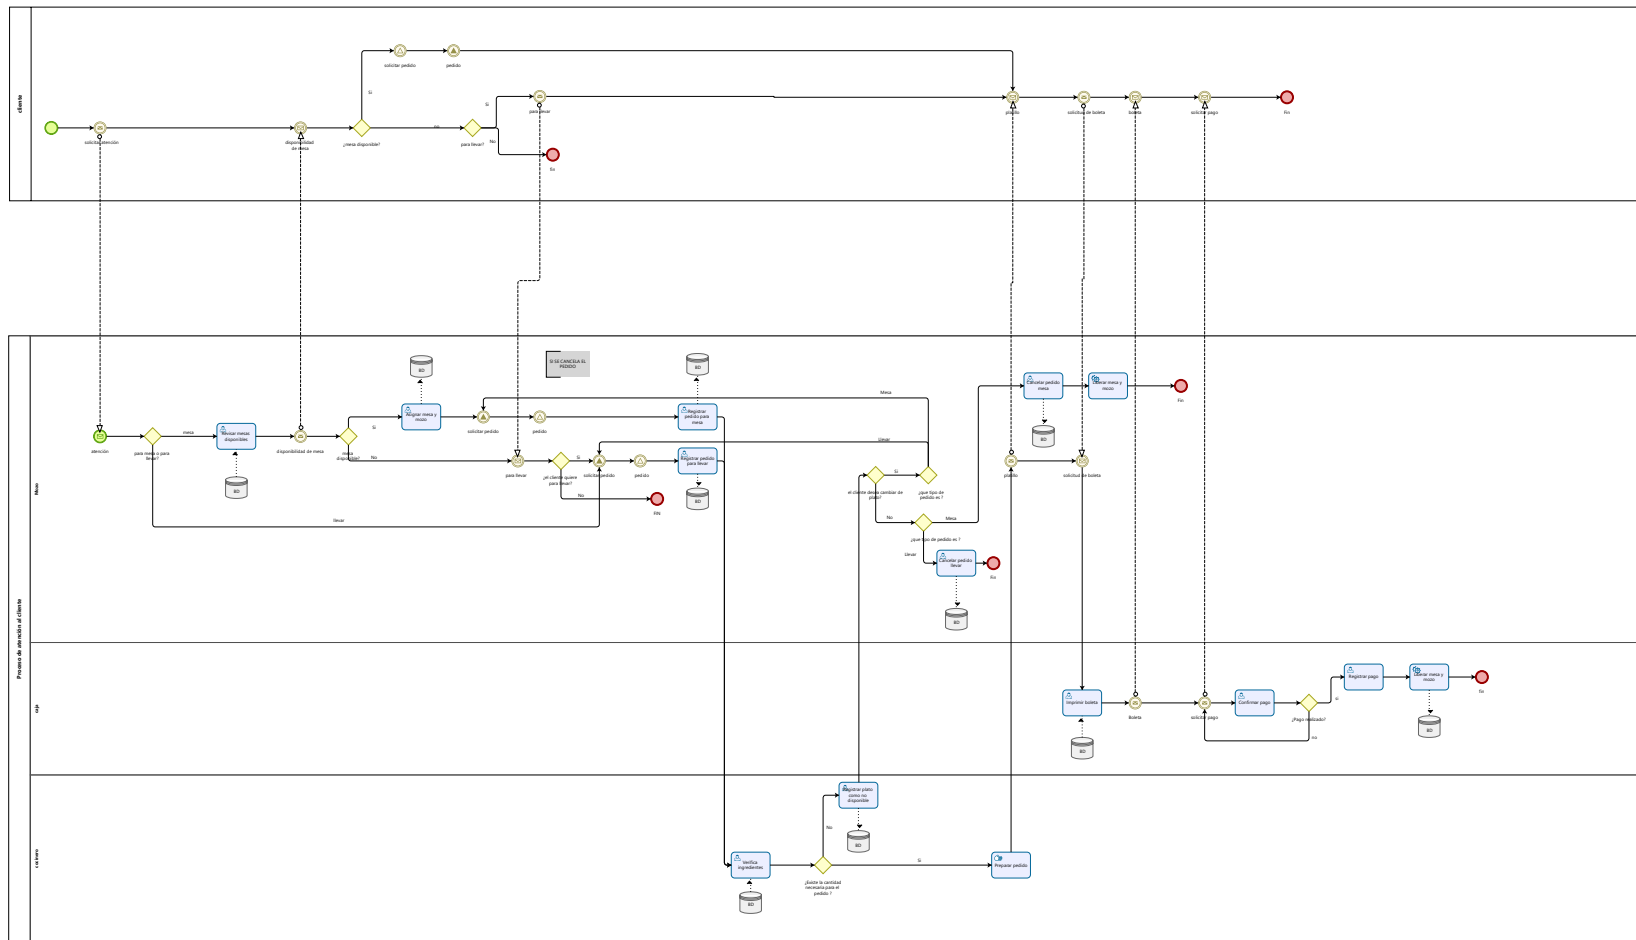 cliente
solicitar pedido
pedido
Si
Si
para llevar
no
No
solicitar atención
disponibilidad
de mesa
¿mesa disponible?
para llevar?
fin
platillo
solicitud de boleta
boleta
solicitar pago
Fin
Proceso de atención al cliente
Mozo
BD
SI SE CANCELA EL
PEDIDO
BD
Mesa
Cancelar pedido
mesa
Liberar mesa y
mozo
Fin
Asignar mesa y
mozo
Registrar
pedido para
mesa
solicitar pedido
pedido
mesa
Revisar mesas
disponibles
Si
BD
atención
para mesa o para
llevar?
disponibilidad de mesa
mesa
disponible?
No
llevar
Si
Registrar pedido
para llevar
para llevar
¿el cliente quiere
para llevar?
solicitar pedido
pedido
BD
BD
No
FIN
llevar
Si
el cliente desea cambiar de
plato?
¿que tipo de
pedido es ?
platillo
solicitud de boleta
No
Mesa
¿que tipo de pedido es ?
Llevar
Cancelar pedido
llevar
Fin
BD
caja
Imprimir boleta
Boleta
solicitar pago
Confirmar pago
¿Pago realizado?
si
no
Registrar pago
Liberar mesa y
mozo
fin
BD
BD
cocinero
Registrar plato
como no
disponible
No
BD
Verifica
ingredientes
Si
Preparar pedido
¿Existe la cantidad
necesaria para el
pedido ?
BD